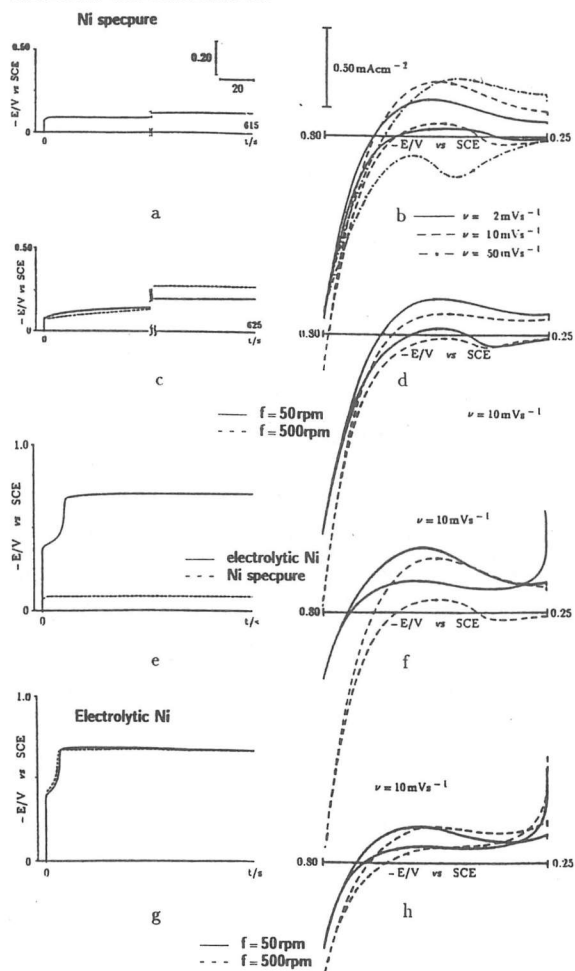 Ni specpure
0.50
− E/V vs SCE
0
0
0.20
20
615
t/s
a
0.50 mAcm−2
0.80
− E/V vs SCE
0.25
b
ν = 2 mVs−1
ν = 10 mVs−1
ν = 50 mVs−1
0.50
− E/V vs SCE
0
0
625
t/s
c
0.80
− E/V vs SCE
0.25
d
f = 50 rpm
f = 500 rpm
ν = 10 mVs−1
1.0
− E/V vs SCE
0
0
t/s
electrolytic Ni
Ni specpure
e
ν = 10 mVs−1
0.80
− E/V vs SCE
0.25
f
Electrolytic Ni
1.0
− E/V vs SCE
0
0
t/s
g
ν = 10 mVs−1
0.80
− E/V vs SCE
0.25
h
f = 50 rpm
f = 500 rpm